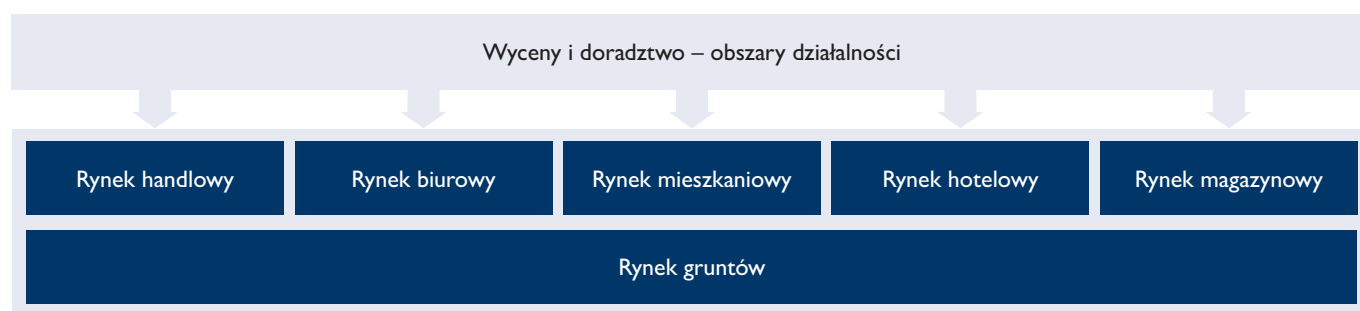 Wyceny i doradztwo – obszary działalności
Rynek handlowy
Rynek biurowy
Rynek mieszkaniowy
Rynek hotelowy
Rynek magazynowy
Rynek gruntów